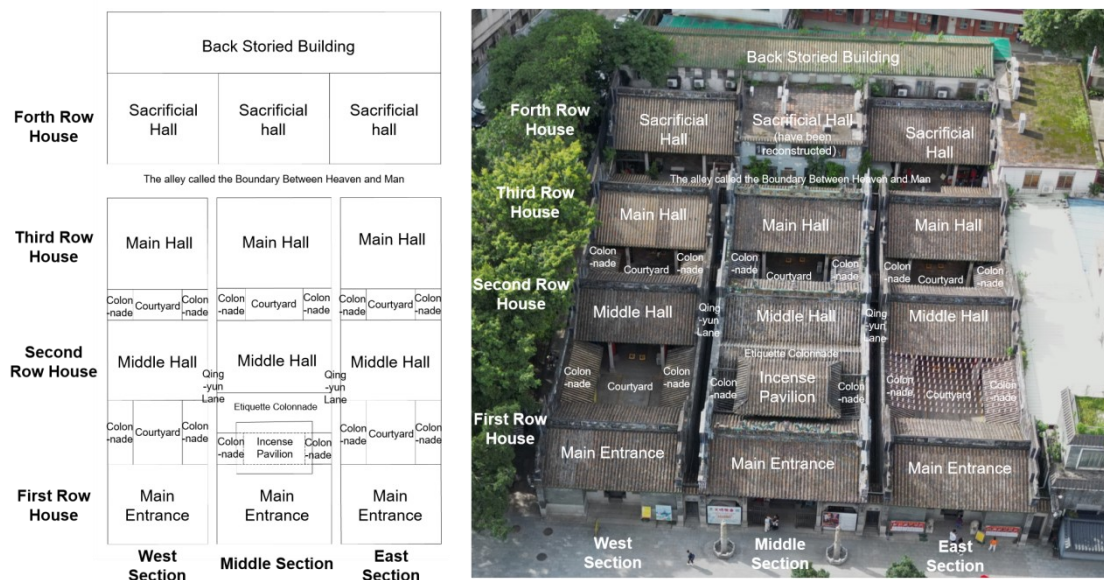 Back Storied Building
Forth Row
House
Sacrificial
Hall
Sacrificial
hall
Sacrificial
hall
The alley called the Boundary Between Heaven and Man
Third Row
House
Main Hall
Main Hall
Main Hall
Colon
-nade
Courtyard
Colon
-nade
Colon
-nade
Courtyard
Colon
-nade
Colon
-nade
Courtyard
Colon
-nade
Second
Row House
Middle Hall
Middle Hall
Middle Hall
Qing
-yun
Lane
Qing
-yun
Lane
Etiquette Colonnade
Colon
-nade
Courtyard
Colon
-nade
Colon
-nade
Incense
Pavilion
Colon
-nade
Colon
-nade
Courtyard
Colon
-nade
First Row
House
Main
Entrance
Main
Entrance
Main
Entrance
West
Section
Middle Section
East
Section
Back Storied Building
Forth Row
House
Sacrificial
Hall
Sacrificial Hall
(have been
reconstructed)
Sacrificial
Hall
The alley called the Boundary Between Heaven and Man
Third Row
House
Main Hall
Main Hall
Main Hall
Colon
-nade
Courtyard
Colon
-nade
Colon
-nade
Courtyard
Colon
-nade
Colon
-nade
Courtyard
Colon
-nade
Second Row
House
Middle Hall
Qing
-yun
Lane
Middle Hall
Qing
-yun
Lane
Middle Hall
Etiquette Colonnade
Colon
-nade
Courtyard
Colon
-nade
Colon
-nade
Incense
Pavilion
Colon
-nade
Colon
-nade
Courtyard
Colon
-nade
First Row
House
Main Entrance
Main Entrance
Main Entrance
West
Section
Middle
Section
East
Section